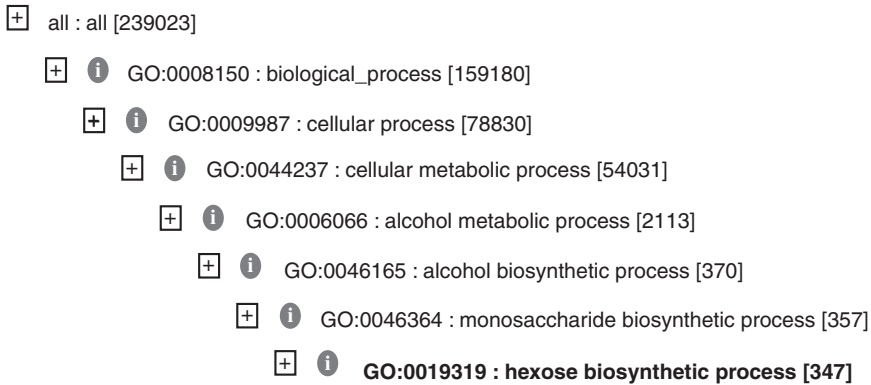 + all : all [239023]
+ i GO:0008150 : biological_process [159180]
+ i GO:0009987 : cellular process [78830]
+ i GO:0044237 : cellular metabolic process [54031]
+ i GO:0006066 : alcohol metabolic process [2113]
+ i GO:0046165 : alcohol biosynthetic process [370]
+ i GO:0046364 : monosaccharide biosynthetic process [357]
+ i GO:0019319 : hexose biosynthetic process [347]